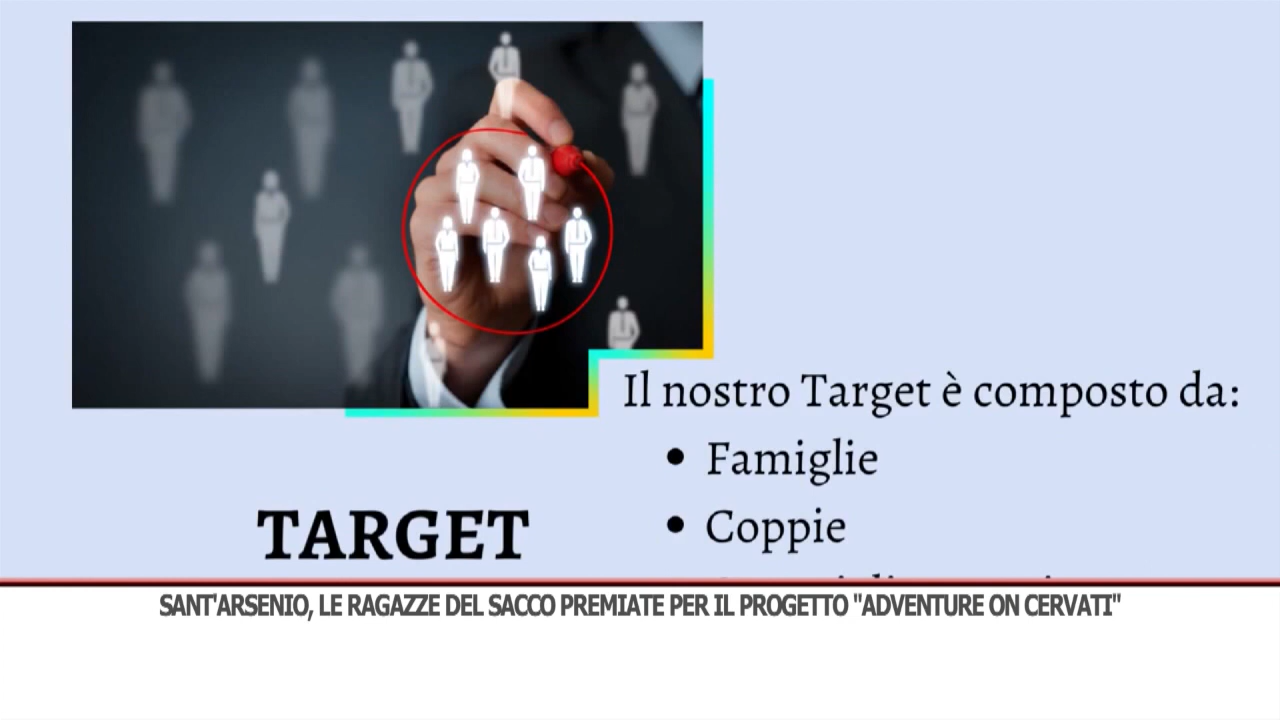 Il nostro Target è composto da:
• Famiglie
• Coppie
TARGET
SANT'ARSENIO, LE RAGAZZE DEL SACCO PREMIATE PER IL PROGETTO "ADVENTURE ON CERVATI"